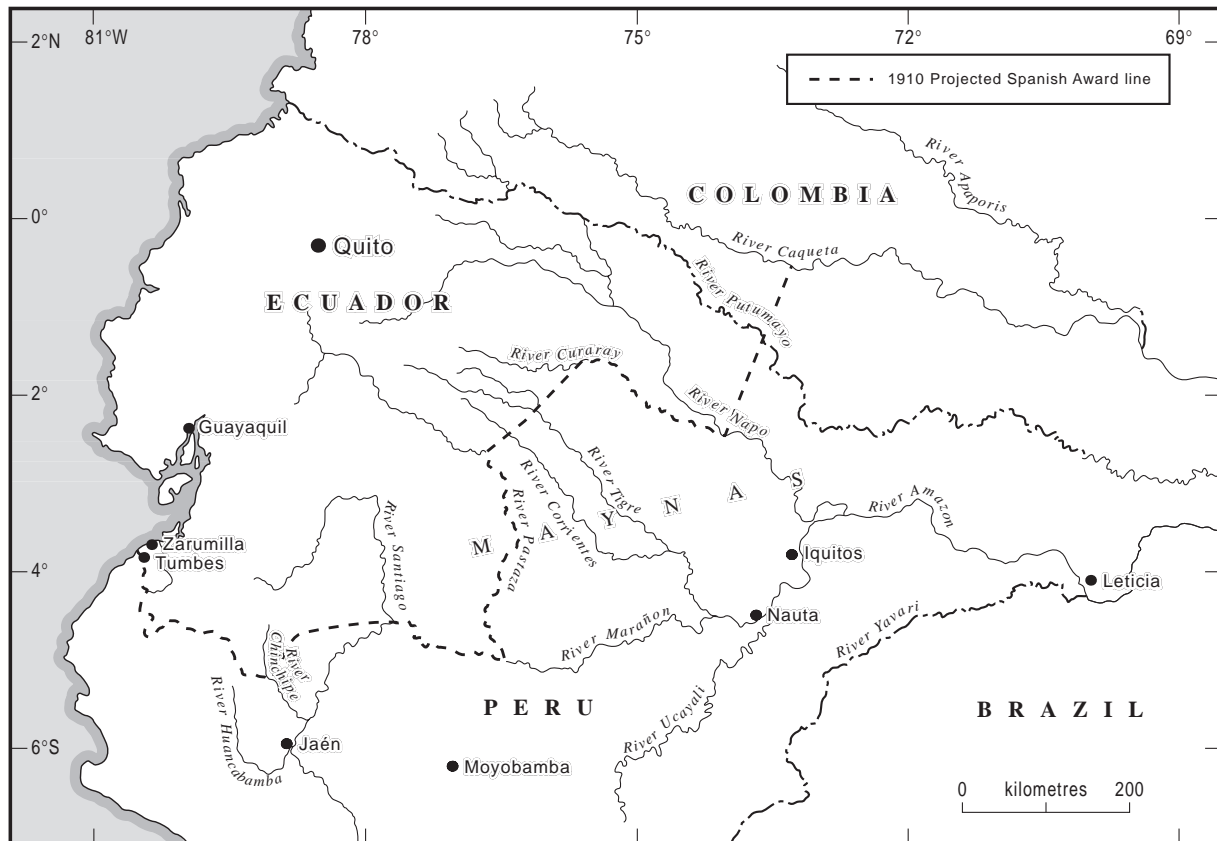 81°W
78°
75°
72°
69°
2°N
1910 Projected Spanish Award line
River Apaporis
COLOMBIA
0°
Quito
River Caqueta
ECUADOR
River Putumayo
River Curaray
2°
River Napo
Guayaquil
River Tigre
River Corrientes
MAYNAS
River Pastaza
River Santiago
River Amazon
Zarumilla
Tumbes
Iquitos
4°
Leticia
Nauta
River Marañon
River Yavari
River
Chinchipe
PERU
BRAZIL
River Ucayali
River Huancabamba
6°S
Jaén
Moyobamba
0 kilometres 200